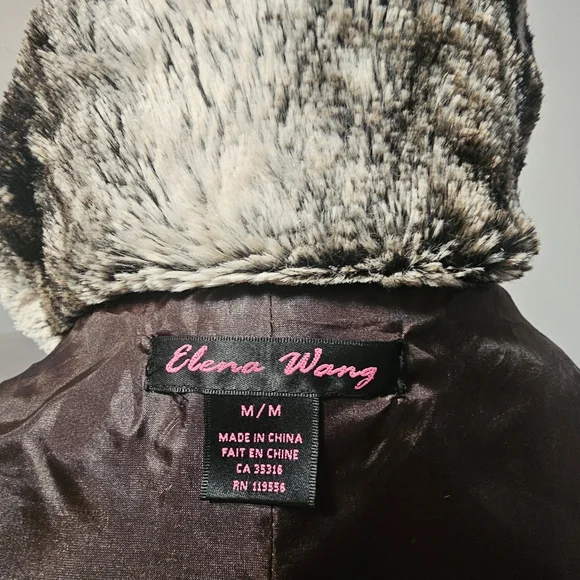 Elena Wang
M/M
MADE IN CHINA
FAIT EN CHINE
CA 35316
RN 119556